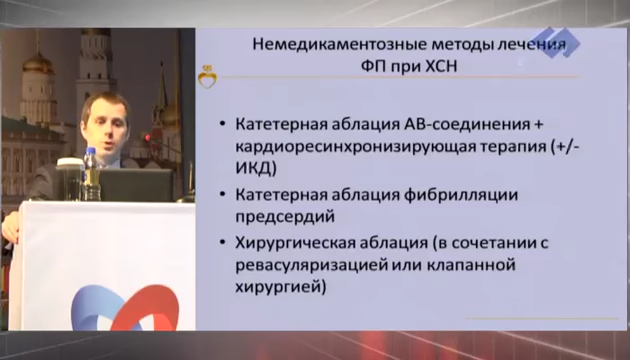 Немедикаментозные методы лечения
ФП при ХСН
• Катетерная аблация АВ-соединения +
кардиоресинхронизирующая терапия (+/-
ИКД)
• Катетерная аблация фибрилляции
предсердий
• Хирургическая аблация (в сочетании с
ревасуляризацией или клапанной
хирургией)